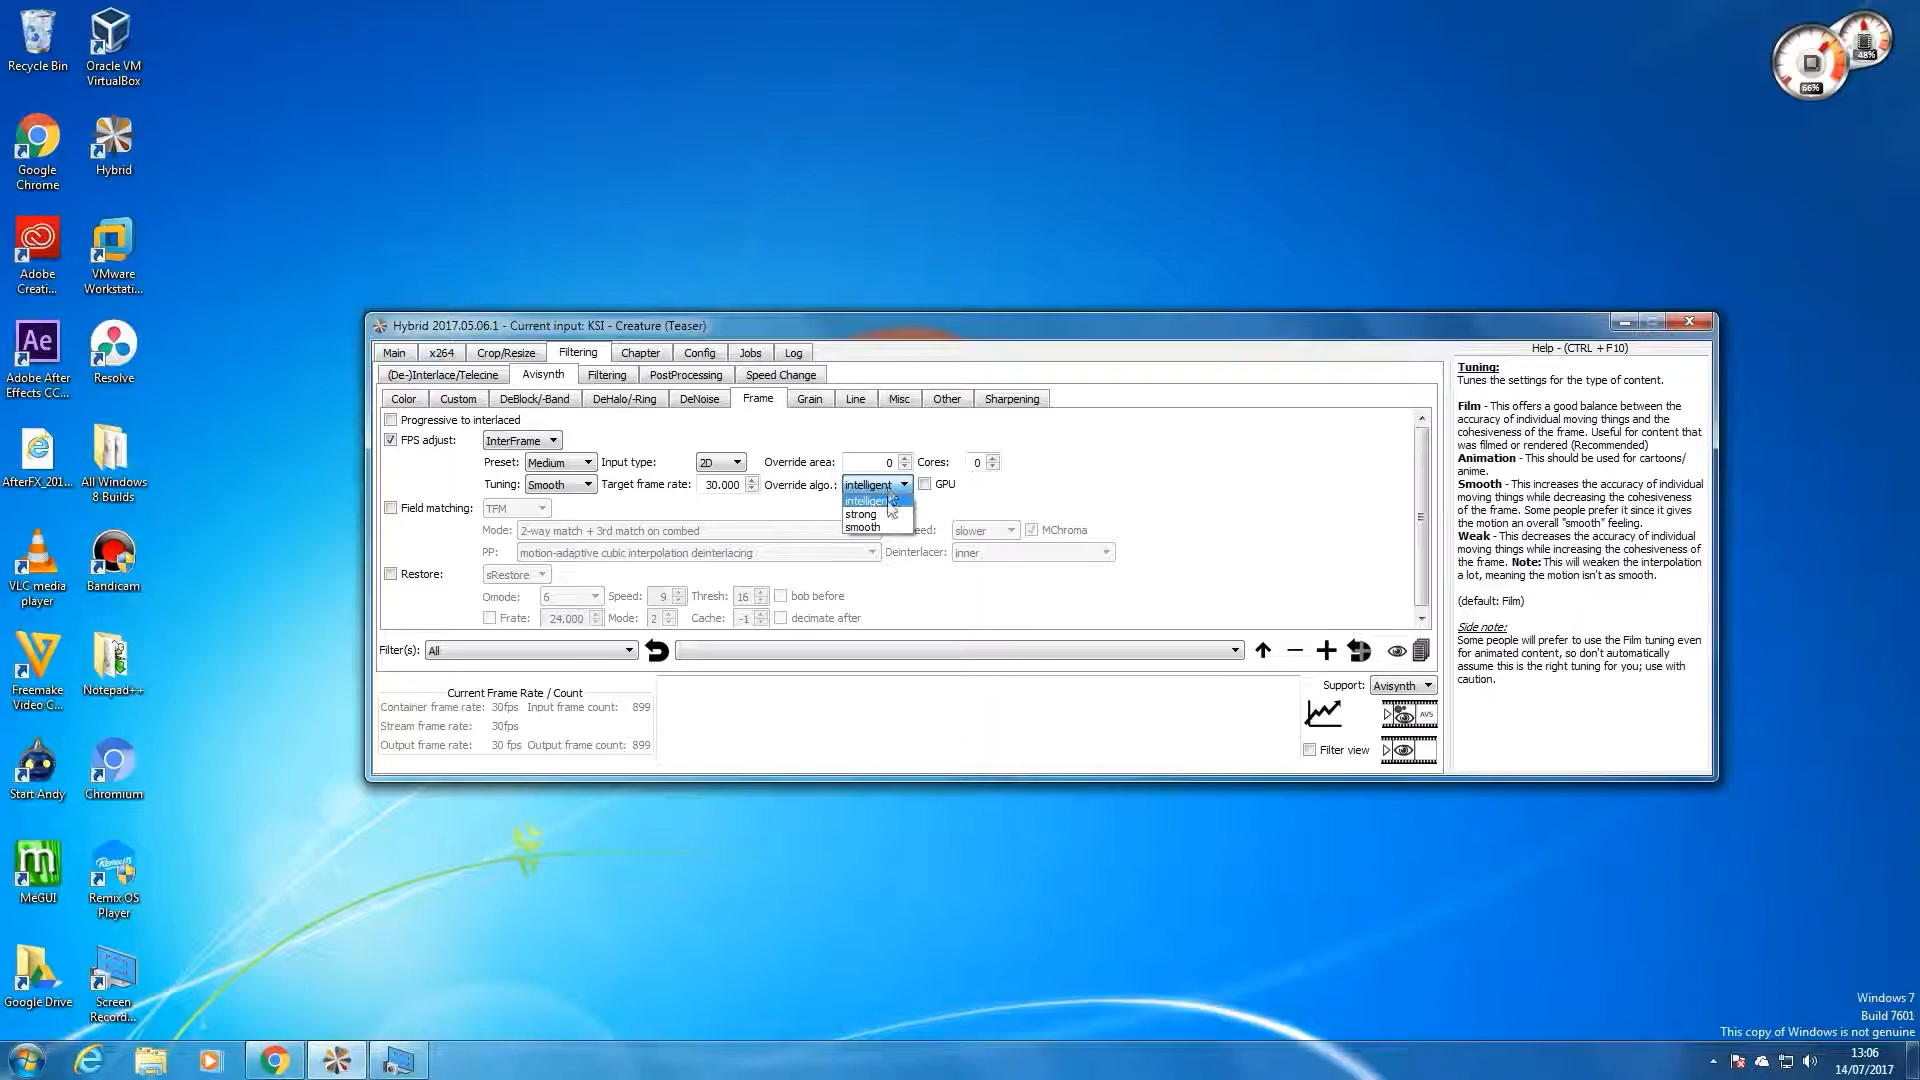 Recycle Bin
Oracle VM
VirtualBox
Google
Chrome
Hybrid
Adobe
Creati...
VMware
Workstati...
Ae
Adobe After
Effects CC...
Resolve
AfterFX_201...
All Windows
8 Builds
VLC media
player
Bandicam
Freemake
Video C...
Notepad++
Start Andy
Chromium
MeGUI
Remix OS
Player
Google Drive
Screen
Record...
48%
66%
Hybrid 2017.05.06.1 - Current input: KSI - Creature (Teaser)
Main x264 Crop/Resize Filtering Chapter Config Jobs Log
(De-)Interlace/Telecine Avisynth Filtering PostProcessing Speed Change
Color Custom DeBlock/-Band DeHalo/-Ring DeNoise Frame Grain Line Misc Other Sharpening
Progressive to interlaced
FPS adjust: InterFrame
Preset: Medium Input type: 2D Override area: 0 Cores: 0
Tuning: Smooth Target frame rate: 30.000 Override algo.: intelligent GPU
intelligent
strong
smooth
Field matching: TFM
Mode: 2-way match + 3rd match on combed slower MChroma
PP: motion-adaptive cubic interpolation deinterlacing Deinterlacer: inner
Restore: sRestore
Omode: 6 Speed: 9 Thresh: 16 bob before
Frate: 24.000 Mode: 2 Cache: -1 decimate after
Filter(s): All
Current Frame Rate / Count
Container frame rate: 30fps Input frame count: 899
Stream frame rate: 30fps
Output frame rate: 30 fps Output frame count: 899
Support: Avisynth
AVS
Filter view
Help - (CTRL + F10)
Tuning:
Tunes the settings for the type of content.
Film - This offers a good balance between the
accuracy of individual moving things and the
cohesiveness of the frame. Useful for content that
was filmed or rendered (Recommended)
Animation - This should be used for cartoons/
anime.
Smooth - This increases the accuracy of individual
moving things while decreasing the cohesiveness
of the frame. Some people prefer it since it gives
the motion an overall "smooth" feeling.
Weak - This decreases the accuracy of individual
moving things while increasing the cohesiveness of
the frame. Note: This will weaken the interpolation
a lot, meaning the motion isn't as smooth.
(default: Film)
Side note:
Some people will prefer to use the Film tuning even
for animated content, so don't automatically
assume this is the right tuning for you; use with
caution.
Windows 7
Build 7601
This copy of Windows is not genuine
13:06
14/07/2017